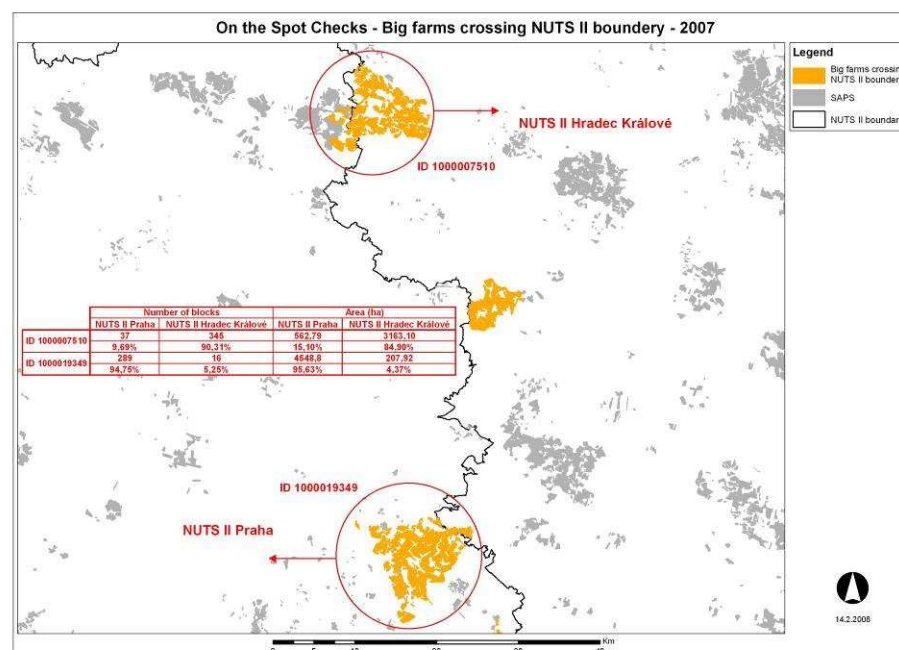 On the Spot Checks - Big farms crossing NUTS II boundery - 2007
Legend
Big farms crossin
NUTS II bounder
SAPS
NUTS II boundar
NUTS II Hradec Králové
ID 1000007510
Number of blocks Area (ha)
NUTS II Praha NUTS II Hradec Králové NUTS II Praha NUTS II Hradec Králové
ID 1000007510 37 345 562,79 3163,10
9,69% 90,31% 15,10% 84,90%
ID 1000019349 289 16 4548,8 207,92
94,75% 5,25% 95,63% 4,37%
ID 1000019349
NUTS II Praha
14.2.2008
Km